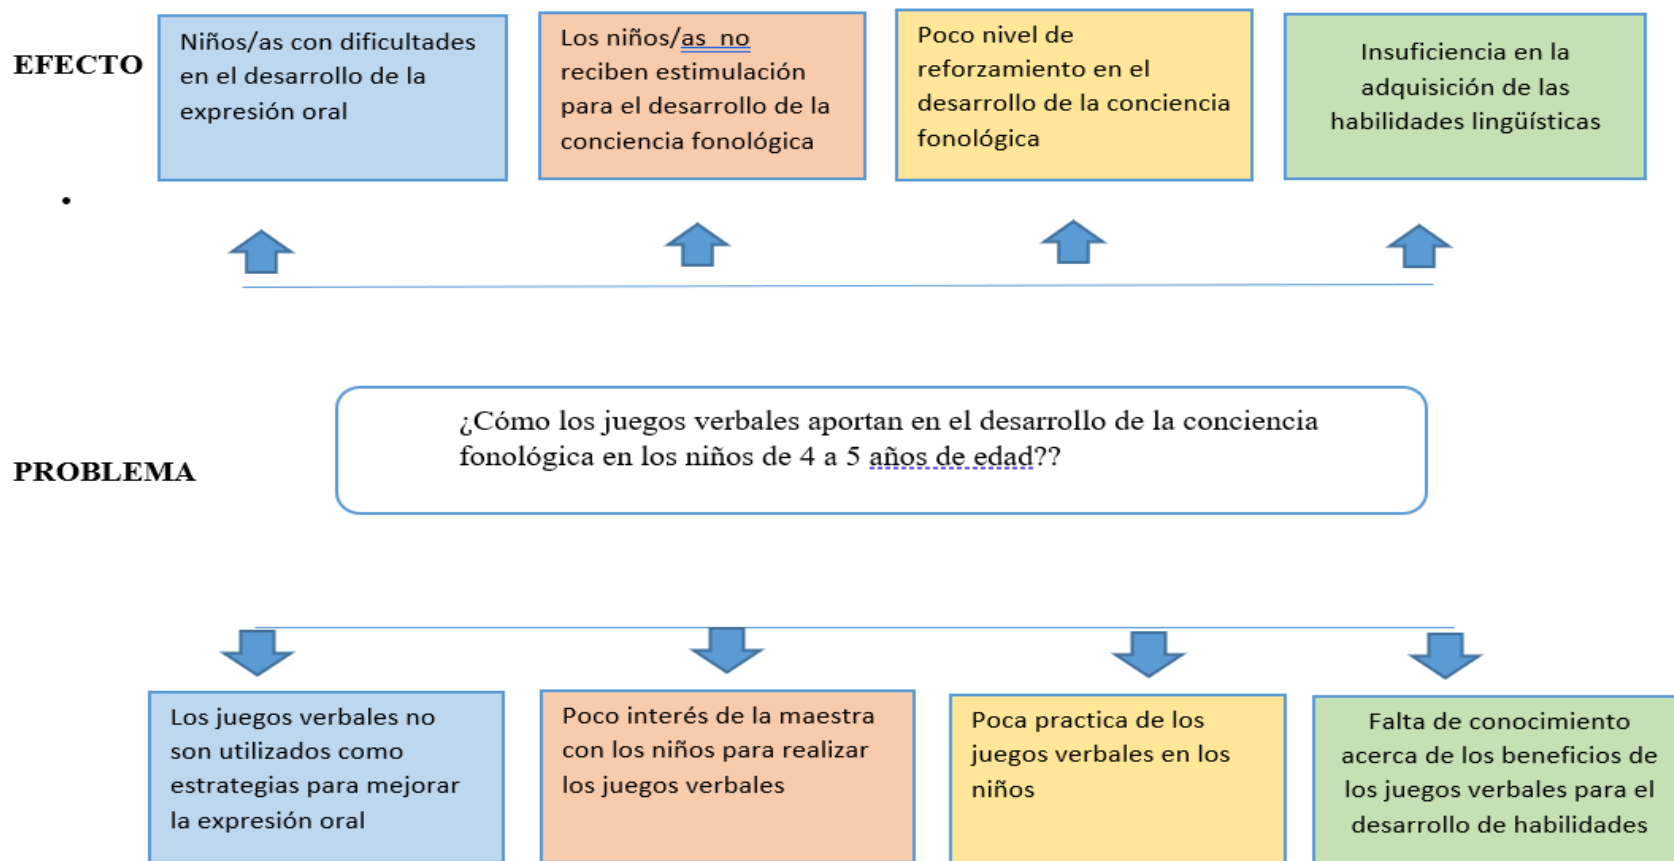 EFECTO
Niños/as con dificultades
en el desarrollo de la
expresión oral
Los niños/as no
reciben estimulación
para el desarrollo de la
conciencia fonológica
Poco nivel de
reforzamiento en el
desarrollo de la conciencia
fonológica
Insuficiencia en la
adquisición de las
habilidades lingüísticas
PROBLEMA
¿Cómo los juegos verbales aportan en el desarrollo de la conciencia
fonológica en los niños de 4 a 5 años de edad??
Los juegos verbales no
son utilizados como
estrategias para mejorar
la expresión oral
Poco interés de la maestra
con los niños para realizar
los juegos verbales
Poca practica de los
juegos verbales en los
niños
Falta de conocimiento
acerca de los beneficios de
los juegos verbales para el
desarrollo de habilidades